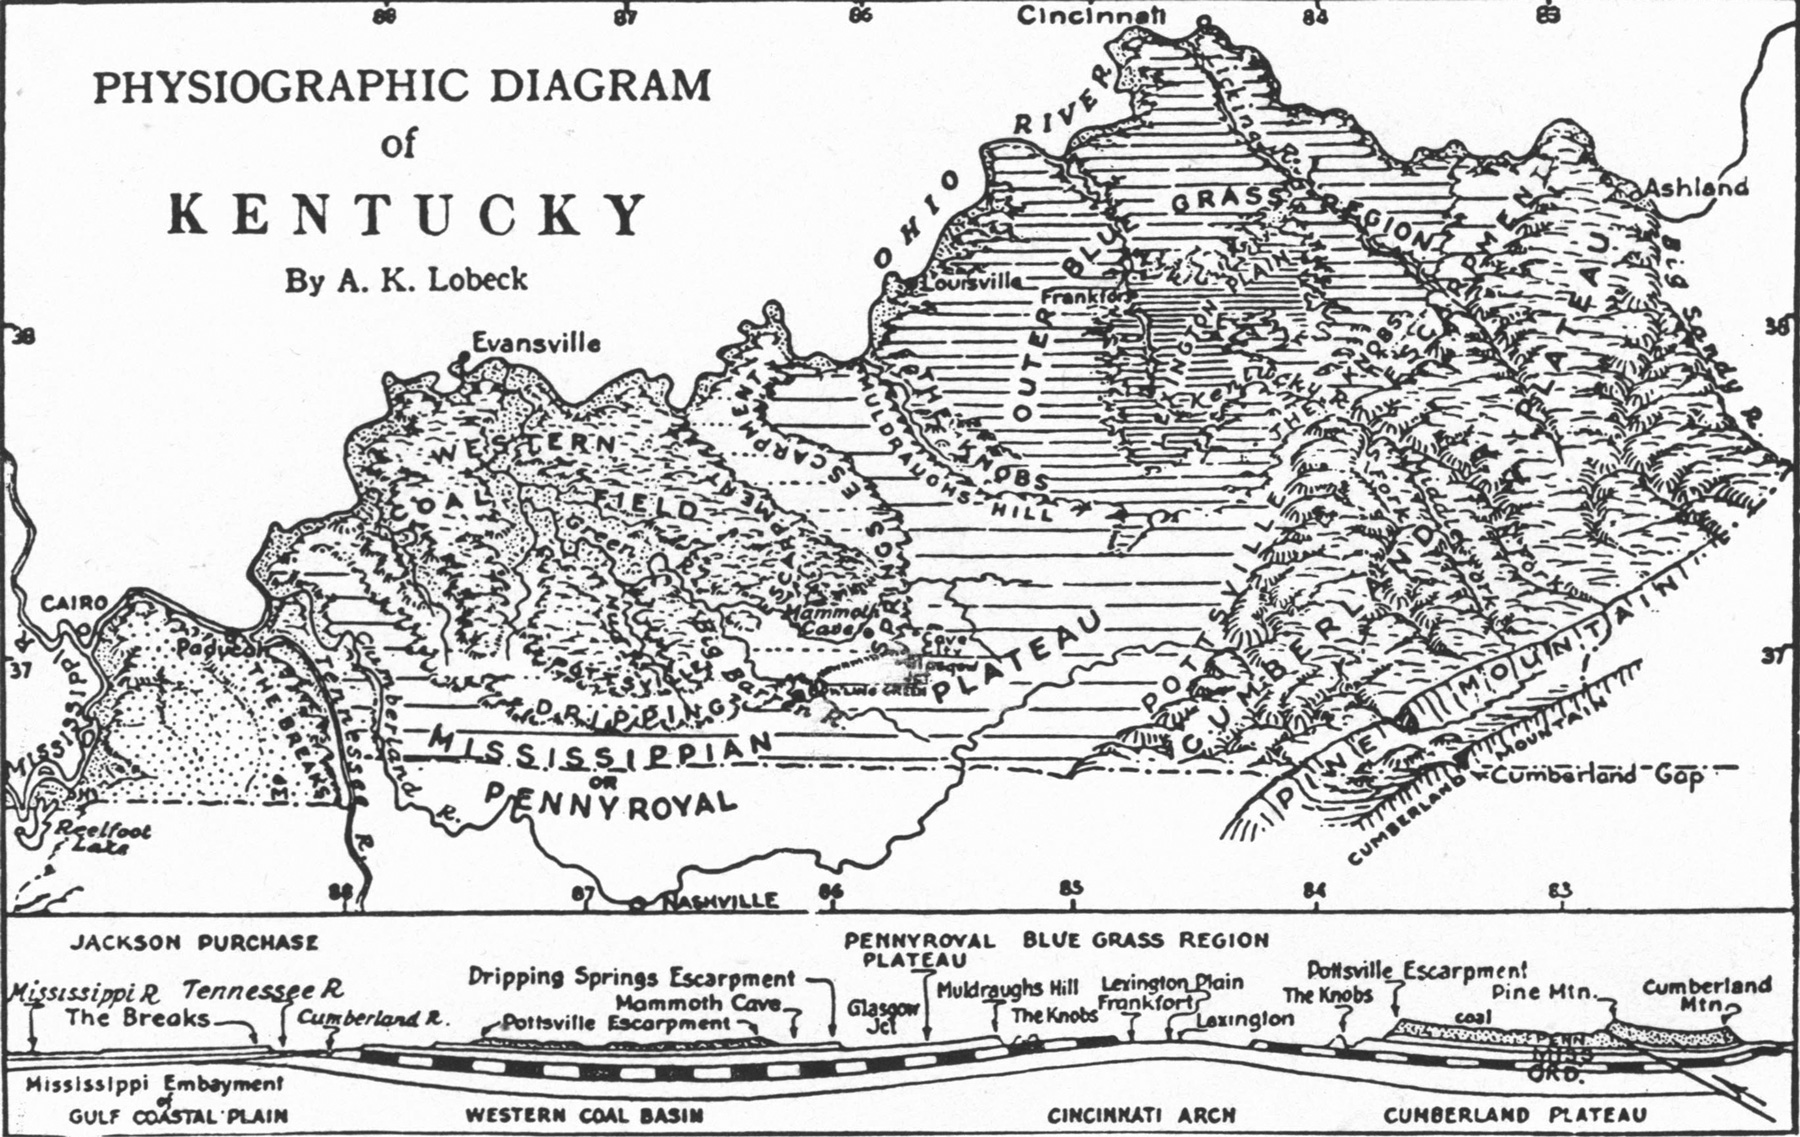 88 87 86 84 83
Cincinnati
PHYSIOGRAPHIC DIAGRAM
of
KENTUCKY
By A. K. Lobeck
OHIO RIVER
Licking R.
Ashland
Big Sandy R.
Louisville
Frankfort
OUTER BLUE GRASS REGION
LEXINGTON PLAIN
38
38
Evansville
ESCARPMENT
THE KNOBS
MULDRAUGHS HILL
Kentucky R.
THE KNOBS
WESTERN
COAL FIELD
Green
DRIPPING SPRINGS ESCARPMENT
POTTSVILLE ESCARPMENT
POTTSVILLE ESCARPMENT
CUMBERLAND PLATEAU
CAIRO
Paducah
37
37
Mississippi R.
THE BREAKS
Tennessee R.
Cumberland R.
Mammoth
Cave
Cave
City
Glasgow
Jct
BOWLING GREEN
Big Barren R.
MISSISSIPPIAN PLATEAU
OR
PENNYROYAL
PINE MOUNTAIN
CUMBERLAND MOUNTAIN
Cumberland Gap
Reelfoot
Lake
NASHVILLE
88 87 86 85 84 83
JACKSON PURCHASE
PENNYROYAL
PLATEAU
BLUE GRASS REGION
Mississippi R
Tennessee R
The Breaks
Cumberland R.
Dripping Springs Escarpment
Mammoth Cave
Pottsville Escarpment
Glasgow
Jct
Muldraughs Hill
The Knobs
Lexington Plain
Frankfort
Lexington
Pottsville Escarpment
The Knobs
Pine Mtn.
Cumberland
Mtn.
coal
PENN
MISS
ORD.
Mississippi Embayment
of
GULF COASTAL PLAIN
WESTERN COAL BASIN
CINCINNATI ARCH
CUMBERLAND PLATEAU